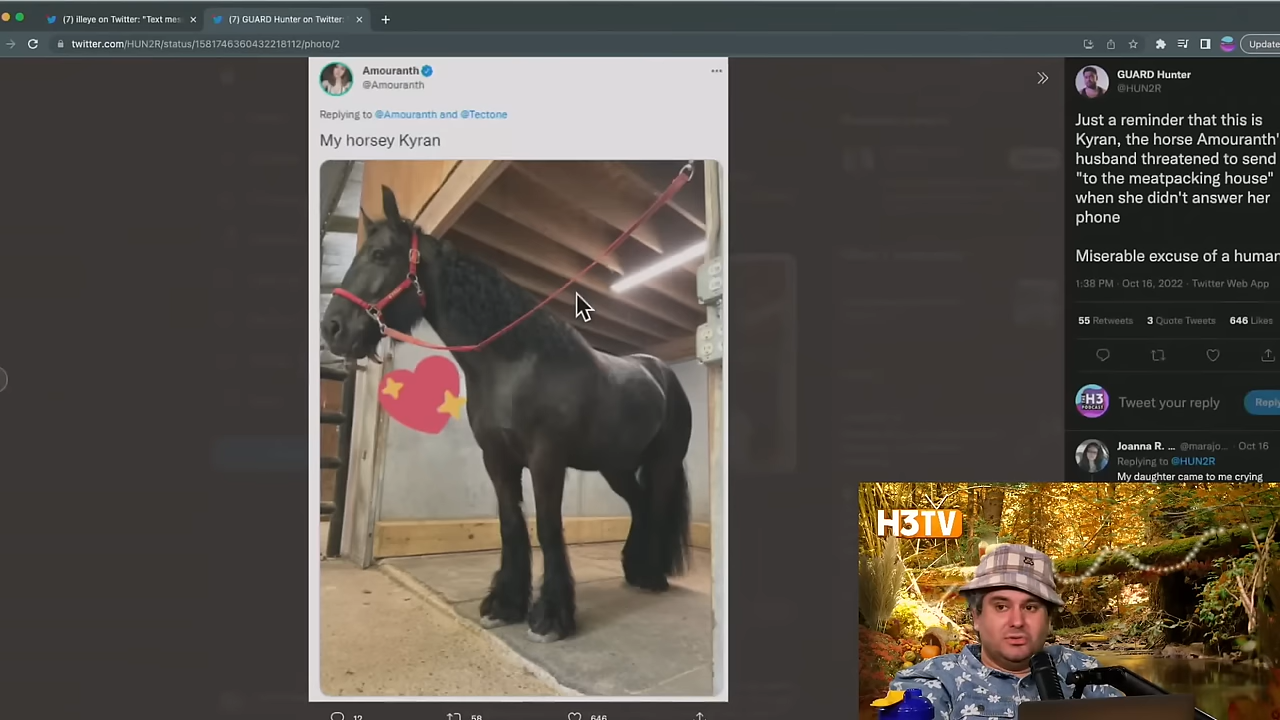 (7) illeye on Twitter: "Text mes
(7) GUARD Hunter on Twitter:
twitter.com/HUN2R/status/1581746360432218112/photo/2
Update
Amouranth
@Amouranth
Replying to @Amouranth and @Tectone
My horsey Kyran
12
58
646
GUARD Hunter
@HUN2R
Just a reminder that this is
Kyran, the horse Amouranth'
husband threatened to send
"to the meatpacking house"
when she didn't answer her
phone
Miserable excuse of a human
1:38 PM · Oct 16, 2022 · Twitter Web App
55 Retweets 3 Quote Tweets 646 Likes
H3
PODCAST
Tweet your reply
Reply
Joanna R. ... @marajo... · Oct 16
Replying to @HUN2R
My daughter came to me crying
H3TV